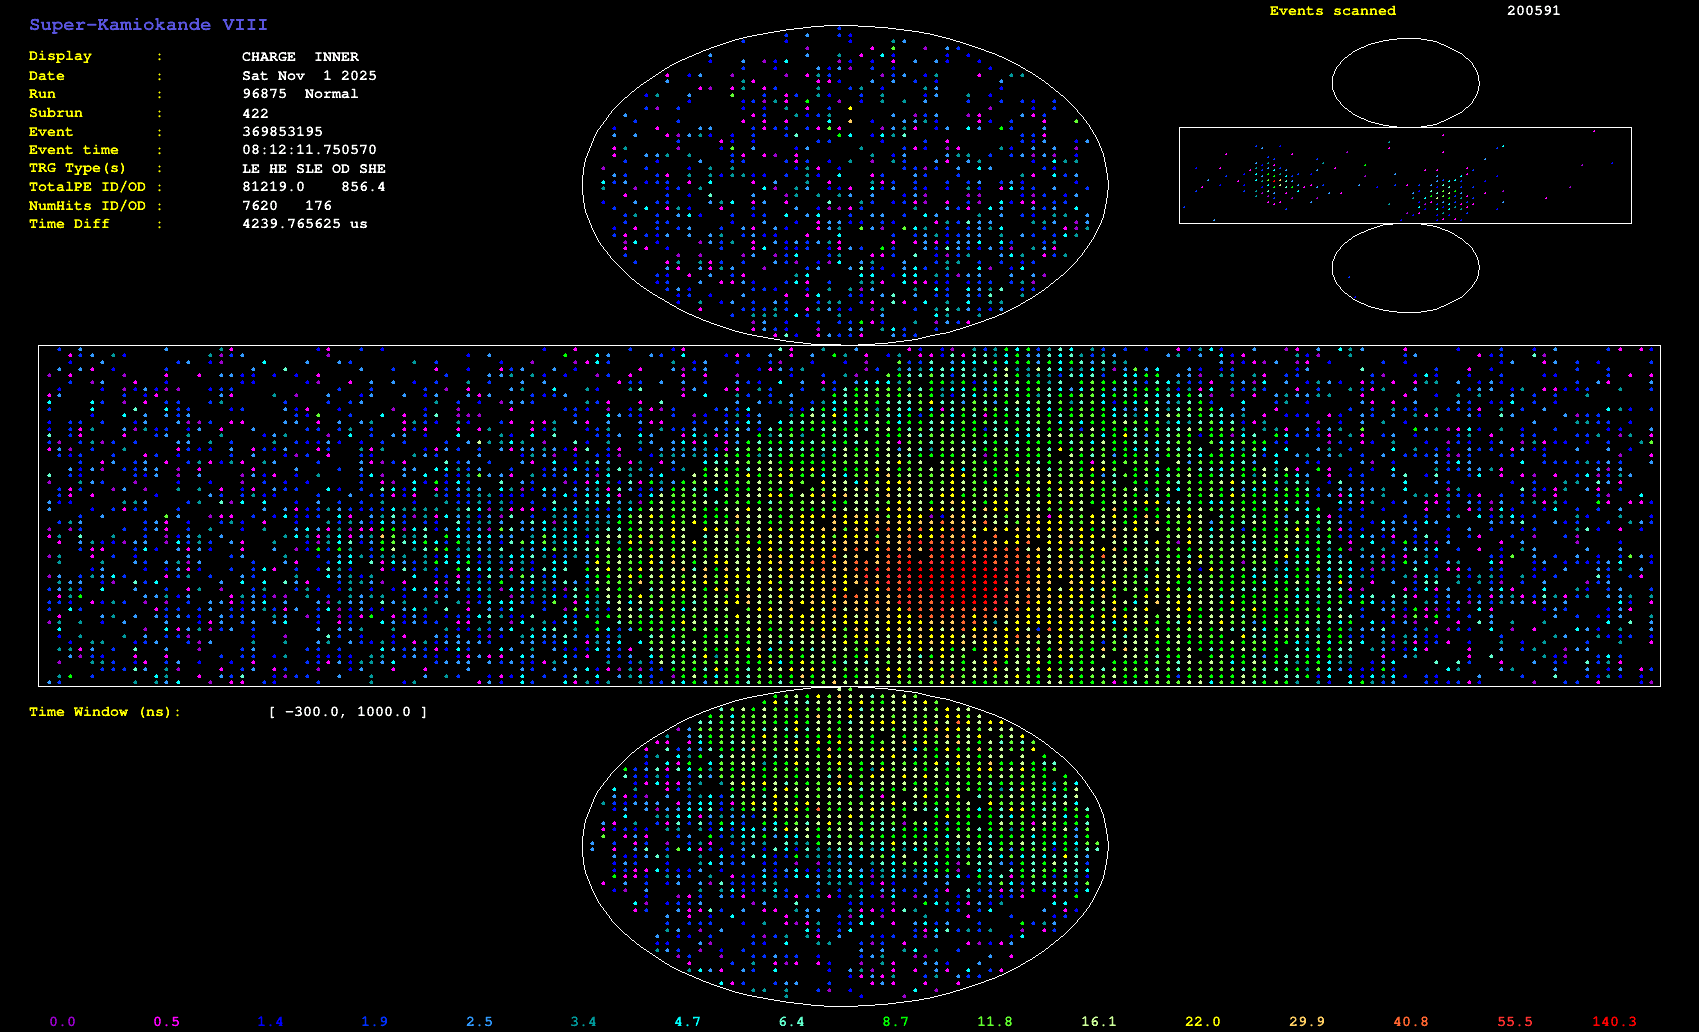 Super-Kamiokande VIII
Events scanned 200591
Display : CHARGE INNER
Date : Sat Nov 1 2025
Run : 96875 Normal
Subrun : 422
Event : 369853195
Event time : 08:12:11.750570
TRG Type(s) : LE HE SLE OD SHE
TotalPE ID/OD : 81219.0 856.4
NumHits ID/OD : 7620 176
Time Diff : 4239.765625 us
Time Window (ns): [ -300.0, 1000.0 ]
0.0 0.5 1.4 1.9 2.5 3.4 4.7 6.4 8.7 11.8 16.1 22.0 29.9 40.8 55.5 140.3